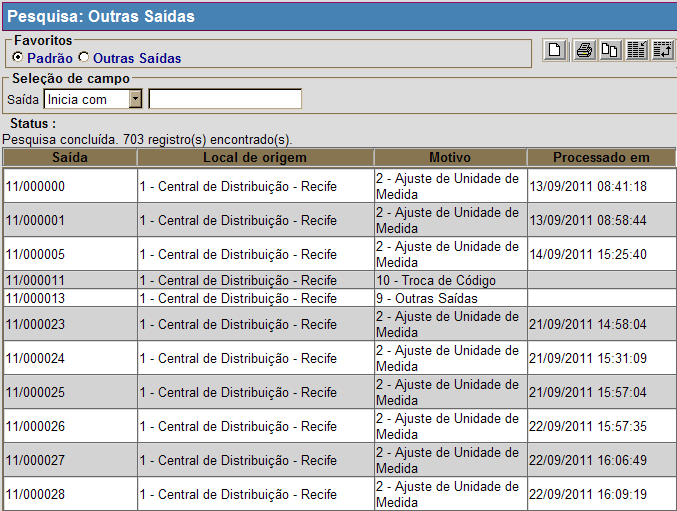 Pesquisa: Outras Saídas
Favoritos
Padrão Outras Saídas
Seleção de campo
Saída Inicia com
Status :
Pesquisa concluída. 703 registro(s) encontrado(s).
Saída Local de origem Motivo Processado em
11/000000 1 - Central de Distribuição - Recife 2 - Ajuste de Unidade de Medida 13/09/2011 08:41:18
11/000001 1 - Central de Distribuição - Recife 2 - Ajuste de Unidade de Medida 13/09/2011 08:58:44
11/000005 1 - Central de Distribuição - Recife 2 - Ajuste de Unidade de Medida 14/09/2011 15:25:40
11/000011 1 - Central de Distribuição - Recife 10 - Troca de Código
11/000013 1 - Central de Distribuição - Recife 9 - Outras Saídas
11/000023 1 - Central de Distribuição - Recife 2 - Ajuste de Unidade de Medida 21/09/2011 14:58:04
11/000024 1 - Central de Distribuição - Recife 2 - Ajuste de Unidade de Medida 21/09/2011 15:31:09
11/000025 1 - Central de Distribuição - Recife 2 - Ajuste de Unidade de Medida 21/09/2011 15:57:04
11/000026 1 - Central de Distribuição - Recife 2 - Ajuste de Unidade de Medida 22/09/2011 15:57:35
11/000027 1 - Central de Distribuição - Recife 2 - Ajuste de Unidade de Medida 22/09/2011 16:06:49
11/000028 1 - Central de Distribuição - Recife 2 - Ajuste de Unidade de Medida 22/09/2011 16:09:19